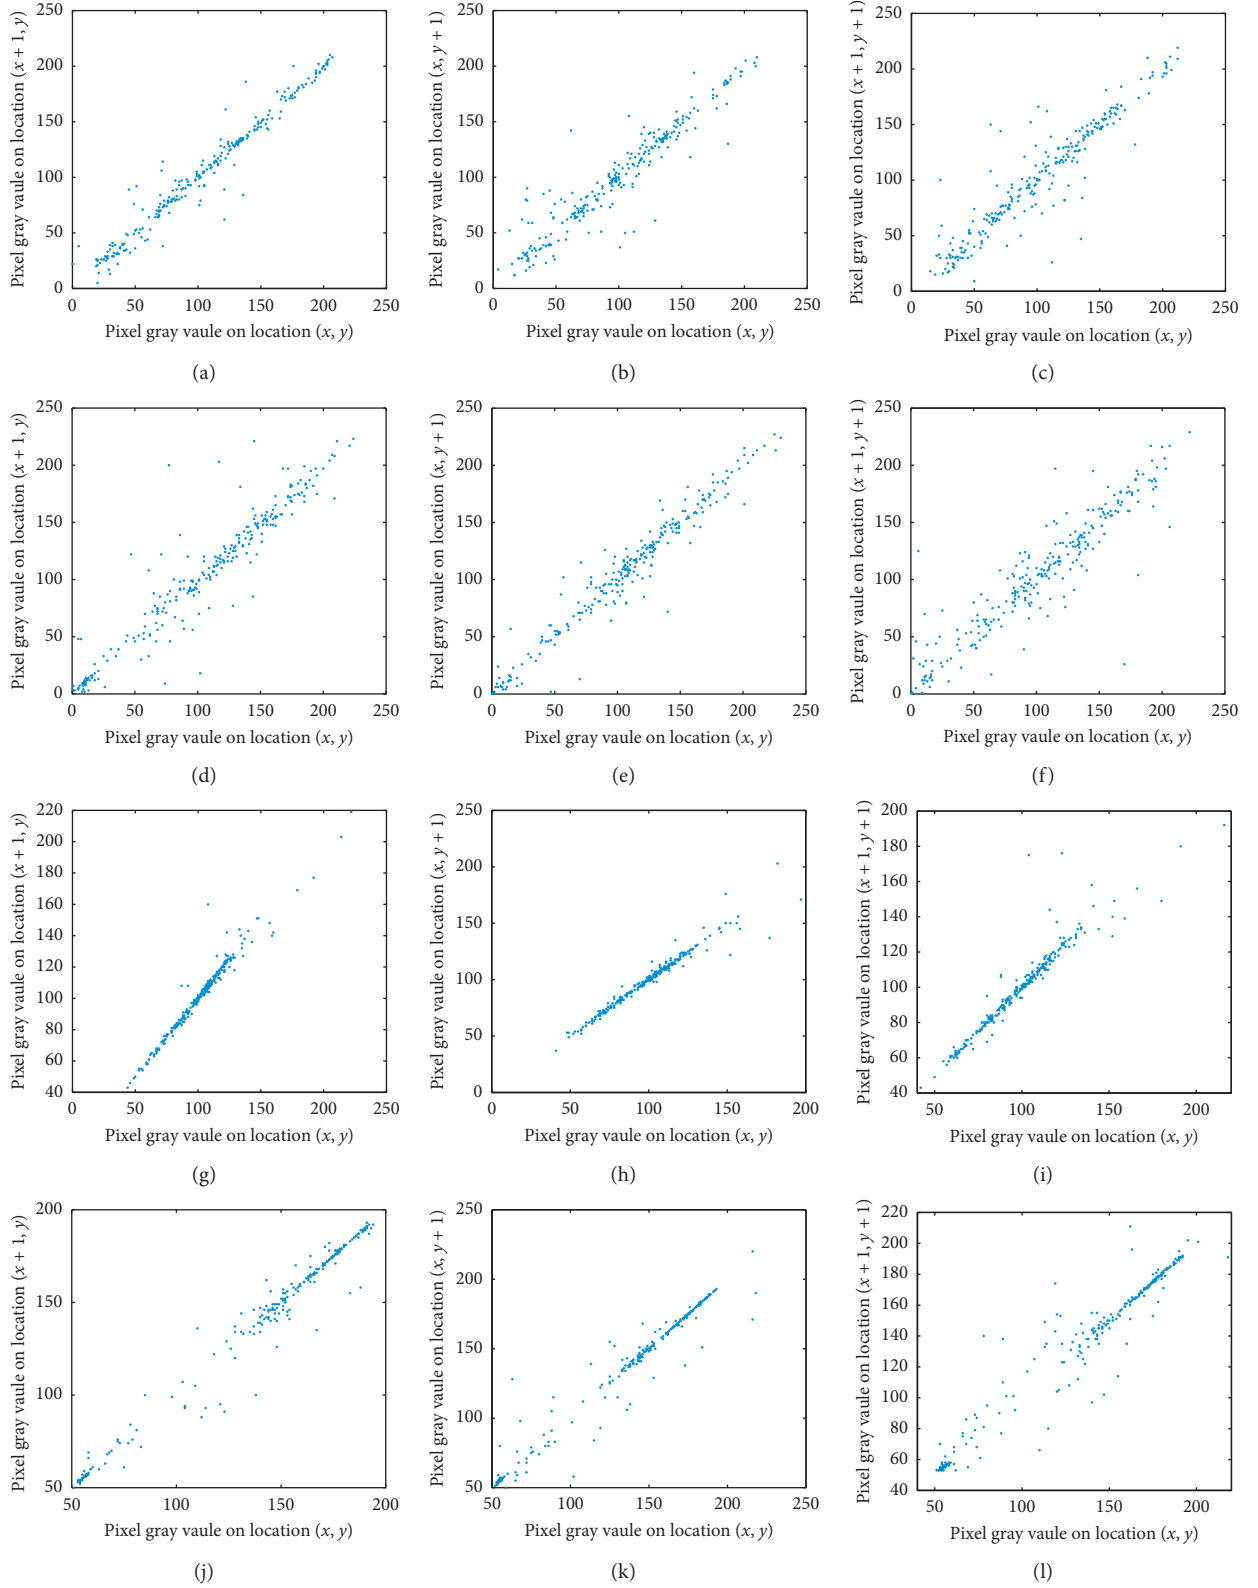 Pixel gray vaule on location (x + 1, y)
250
200
150
100
50
0
0 50 100 150 200 250
Pixel gray vaule on location (x, y)
(a)
Pixel gray vaule on location (x, y + 1)
250
200
150
100
50
0
0 50 100 150 200 250
Pixel gray vaule on location (x, y)
(b)
Pixel gray vaule on location (x + 1, y + 1)
250
200
150
100
50
0
0 50 100 150 200 250
Pixel gray vaule on location (x, y)
(c)
Pixel gray vaule on location (x + 1, y)
250
200
150
100
50
0
0 50 100 150 200 250
Pixel gray vaule on location (x, y)
(d)
Pixel gray vaule on location (x, y + 1)
250
200
150
100
50
0
0 50 100 150 200 250
Pixel gray vaule on location (x, y)
(e)
Pixel gray vaule on location (x + 1, y + 1)
250
200
150
100
50
0
0 50 100 150 200 250
Pixel gray vaule on location (x, y)
(f)
Pixel gray vaule on location (x + 1, y)
220
200
180
160
140
120
100
80
60
40
0 50 100 150 200 250
Pixel gray vaule on location (x, y)
(g)
Pixel gray vaule on location (x, y + 1)
250
200
150
100
50
0
0 50 100 150 200
Pixel gray vaule on location (x, y)
(h)
Pixel gray vaule on location (x + 1, y + 1)
200
180
160
140
120
100
80
60
40
50 100 150 200
Pixel gray vaule on location (x, y)
(i)
Pixel gray vaule on location (x + 1, y)
200
150
100
50
50 100 150 200
Pixel gray vaule on location (x, y)
(j)
Pixel gray vaule on location (x, y + 1)
250
200
150
100
50
50 100 150 200 250
Pixel gray vaule on location (x, y)
(k)
Pixel gray vaule on location (x + 1, y + 1)
220
200
180
160
140
120
100
80
60
40
50 100 150 200
Pixel gray vaule on location (x, y)
(l)